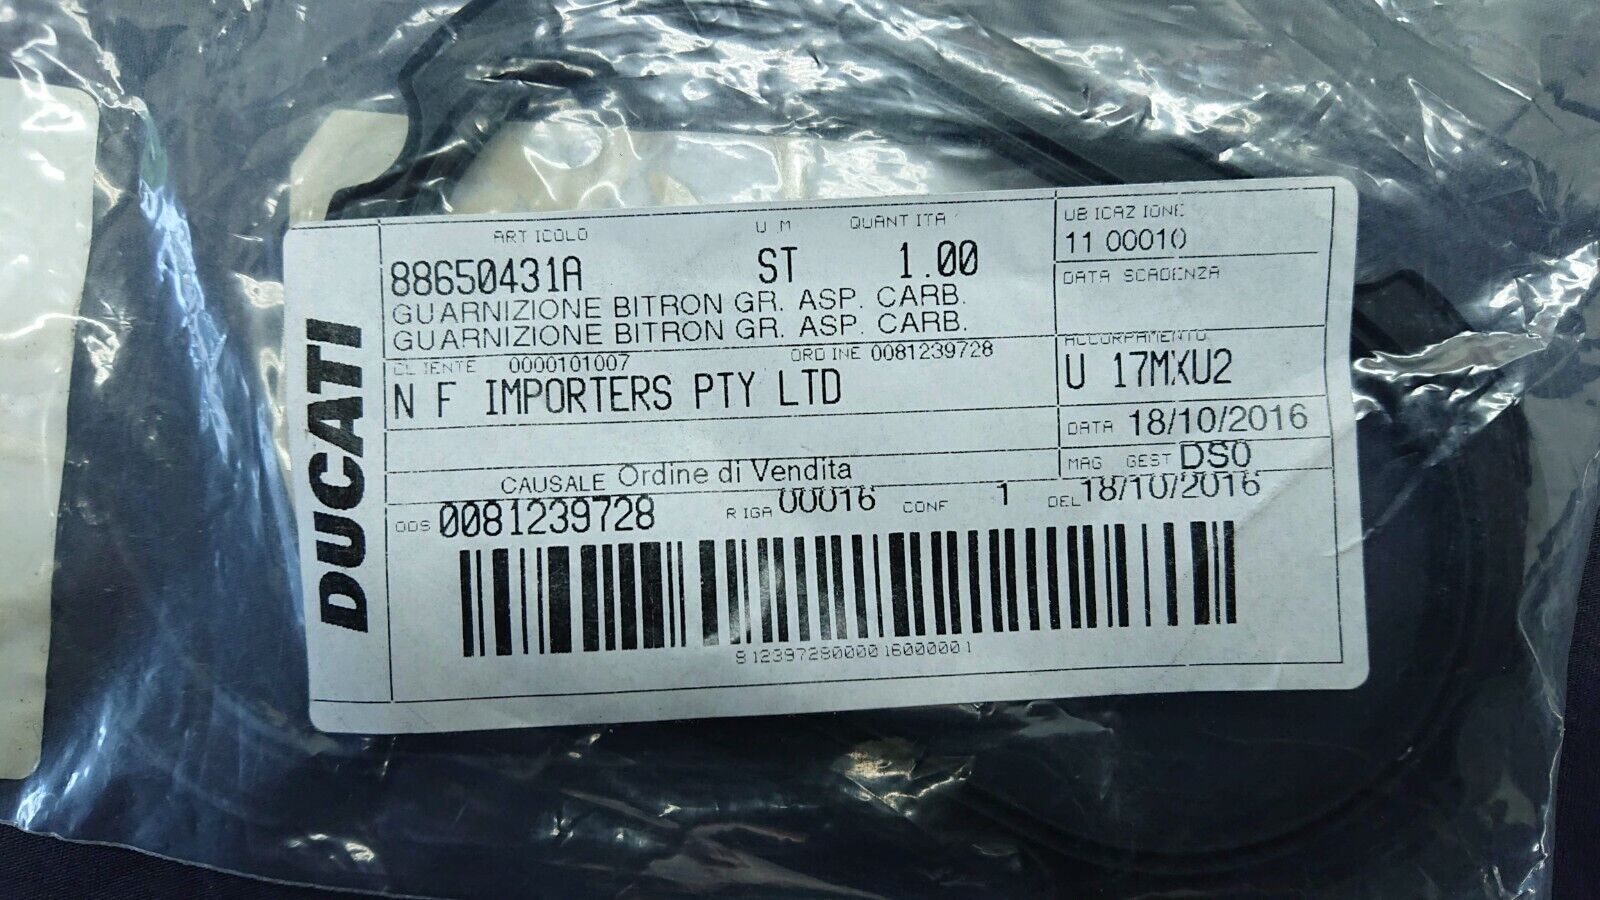 DUCATI
ARTICOLO U.M QUANTITA'
88650431A ST 1.00
GUARNIZIONE BITRON GR. ASP. CARB.
GUARNIZIONE BITRON GR. ASP. CARB.
CLIENTE 0000101007 ORDINE 0081239728
N F IMPORTERS PTY LTD
UBICAZIONE
11 00010
DATA SCADENZA
ACCORPAMENTO
U 17MXU2
DATA 18/10/2016
MAG GEST DS0
CAUSALE Ordine di Vendita
ODS 0081239728 RIGA 00016 CONF 1 DEL 18/10/2016
81239728000016000001